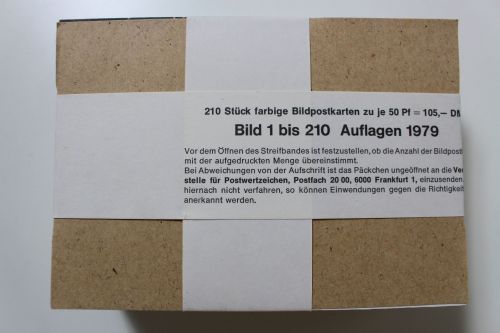 210 Stück farbige Bildpostkarten zu je 50 Pf = 105,– DM
Bild 1 bis 210 Auflagen 1979
Vor dem Öffnen des Streifbandes ist festzustellen, ob die Anzahl der Bildpost
mit der aufgedruckten Menge übereinstimmt.
Bei Abweichungen von der Aufschrift ist das Päckchen ungeöffnet an die Ver
stelle für Postwertzeichen, Postfach 20 00, 6000 Frankfurt 1, einzusenden.
hiernach nicht verfahren, so können Einwendungen gegen die Richtigkeit
anerkannt werden.